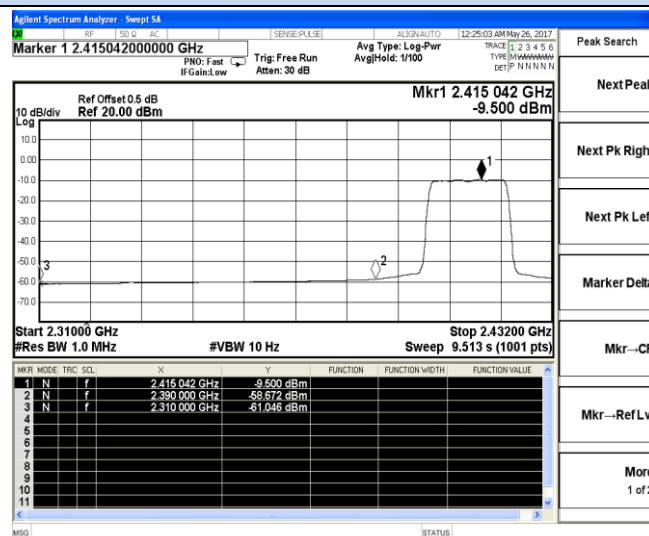 Agilent Spectrum Analyzer - Swept SA
RF 50 Ω AC SENSE:PULSE ALIGN AUTO 12:25:03 AM May 26, 2017
Marker 1 2.415042000000 GHz
PNO: Fast
IFGain:Low
Trig: Free Run
Atten: 30 dB
Avg Type: Log-Pwr
Avg|Hold: 1/100
TRACE 1 2 3 4 5 6
TYPE M
DET P N N N N N
Ref Offset 0.5 dB
10 dB/div Ref 20.00 dBm
Log
Mkr1 2.415 042 GHz
-9.500 dBm
10.0
0.00
-10.0
-20.0
-30.0
-40.0
-50.0
-60.0
-70.0
1
2
3
Start 2.31000 GHz Stop 2.43200 GHz
#Res BW 1.0 MHz #VBW 10 Hz Sweep 9.513 s (1001 pts)
MKR MODE TRC SCL X Y FUNCTION FUNCTION WIDTH FUNCTION VALUE
1 N f 2.415 042 GHz -9.500 dBm
2 N f 2.390 000 GHz -58.672 dBm
3 N f 2.310 000 GHz -61.046 dBm
4
5
6
7
8
9
10
11
MSG STATUS
Peak Search
Next Peak
Next Pk Righ
Next Pk Lef
Marker Delta
Mkr→CF
Mkr→Ref Lv
More
1 of 2